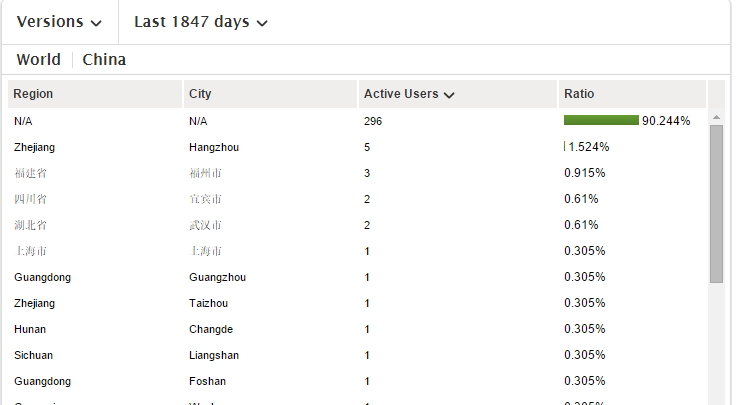 Versions Last 1847 days
World China
Region City Active Users Ratio
N/A N/A 296 90.244%
Zhejiang Hangzhou 5 1.524%
福建省 福州市 3 0.915%
四川省 宜宾市 2 0.61%
湖北省 武汉市 2 0.61%
上海市 上海市 1 0.305%
Guangdong Guangzhou 1 0.305%
Zhejiang Taizhou 1 0.305%
Hunan Changde 1 0.305%
Sichuan Liangshan 1 0.305%
Guangdong Foshan 1 0.305%